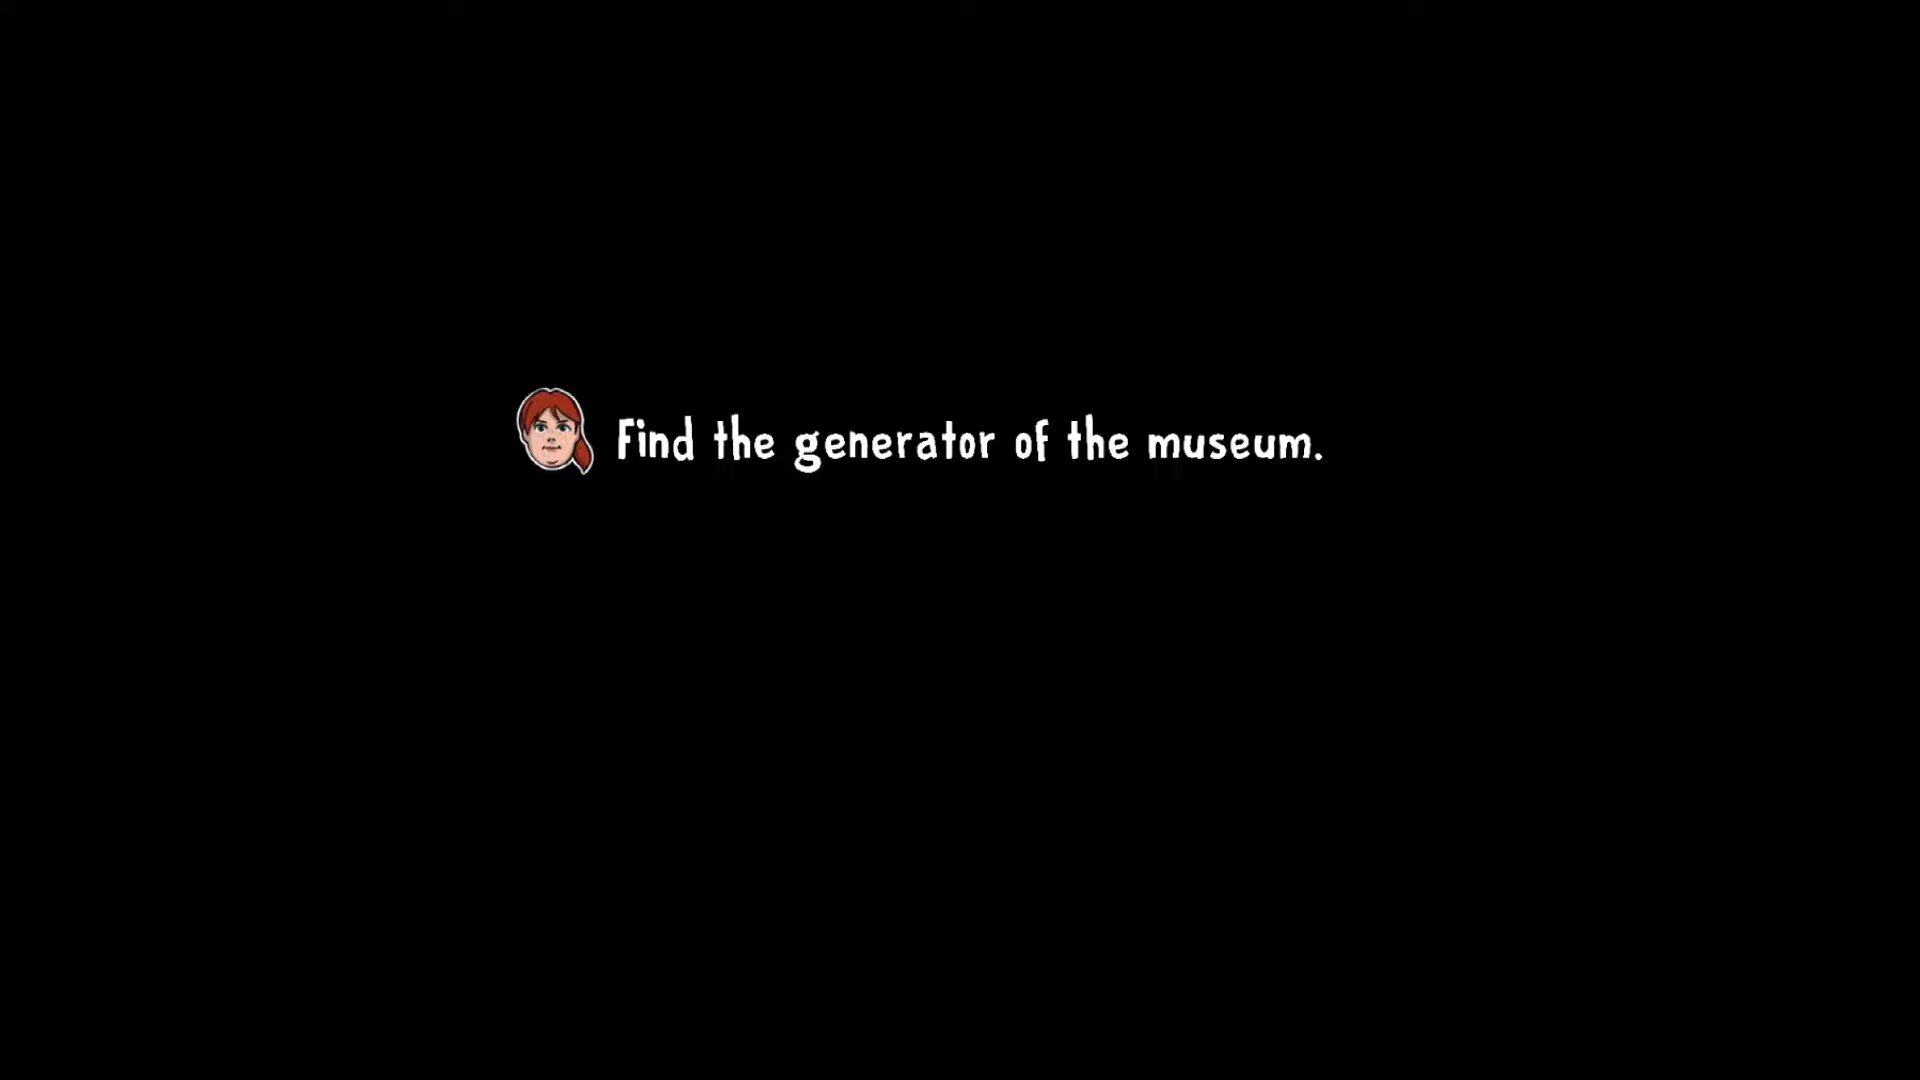 Find the generator of the museum.